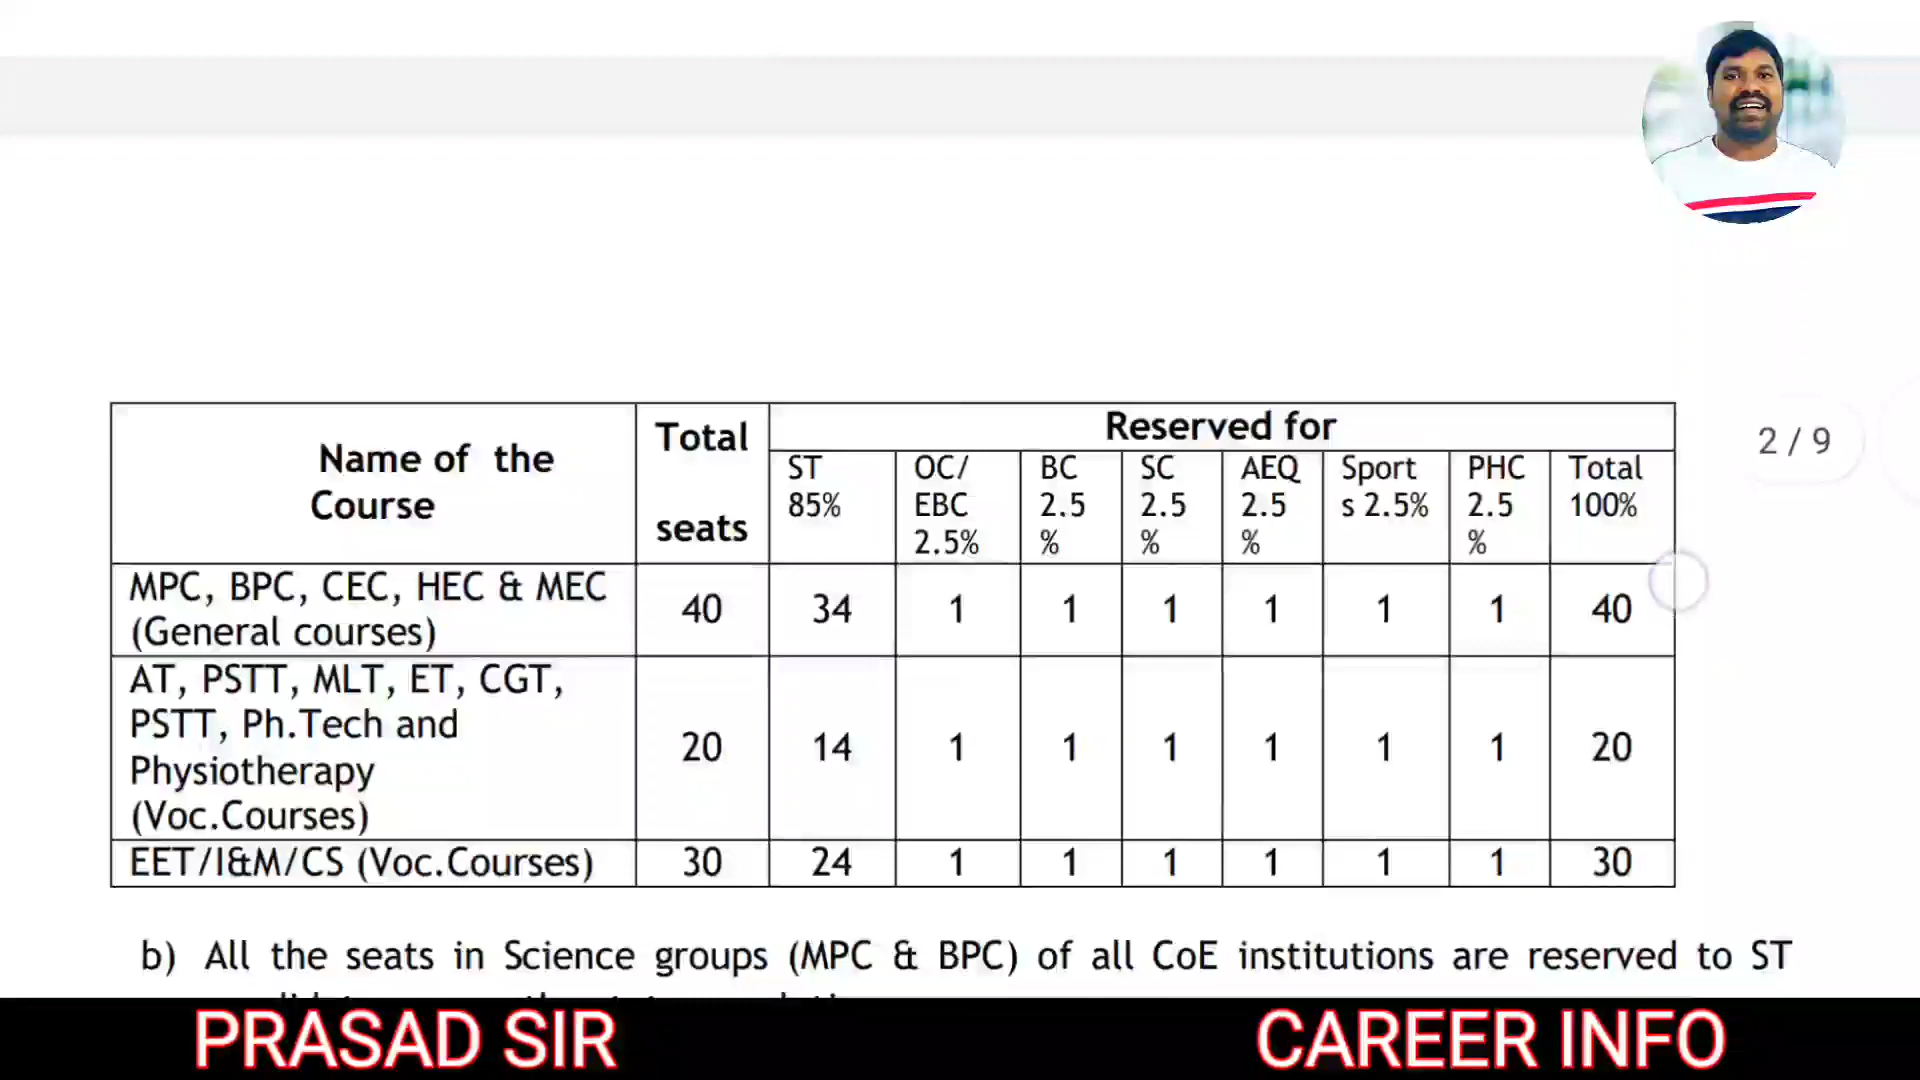 Name of the
Course
Total
seats
Reserved for
ST
85%
OC/
EBC
2.5%
BC
2.5
%
SC
2.5
%
AEQ
2.5
%
Sport
s 2.5%
PHC
2.5
%
Total
100%
MPC, BPC, CEC, HEC & MEC
(General courses)
40 34 1 1 1 1 1 1 40
AT, PSTT, MLT, ET, CGT,
PSTT, Ph.Tech and
Physiotherapy
(Voc.Courses)
20 14 1 1 1 1 1 1 20
EET/I&M/CS (Voc.Courses) 30 24 1 1 1 1 1 1 30
2 / 9
b) All the seats in Science groups (MPC & BPC) of all CoE institutions are reserved to ST
PRASAD SIR
CAREER INFO